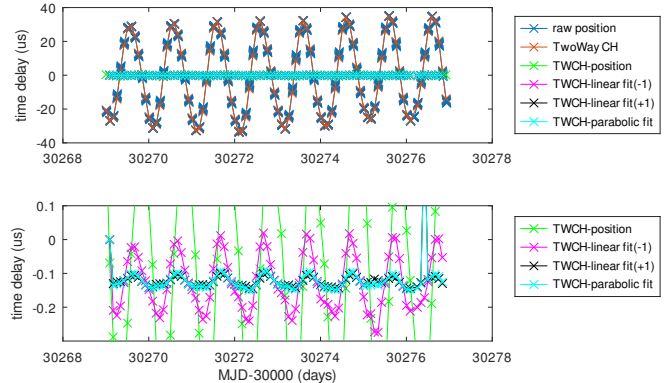 time delay (us)
40
20
0
-20
-40
30268
30270
30272
30274
30276
30278
raw position
TwoWay CH
TWCH-position
TWCH-linear fit(-1)
TWCH-linear fit(+1)
TWCH-parabolic fit
time delay (us)
0.1
0
-0.1
-0.2
30268
30270
30272
30274
30276
30278
MJD-30000 (days)
TWCH-position
TWCH-linear fit(-1)
TWCH-linear fit(+1)
TWCH-parabolic fit